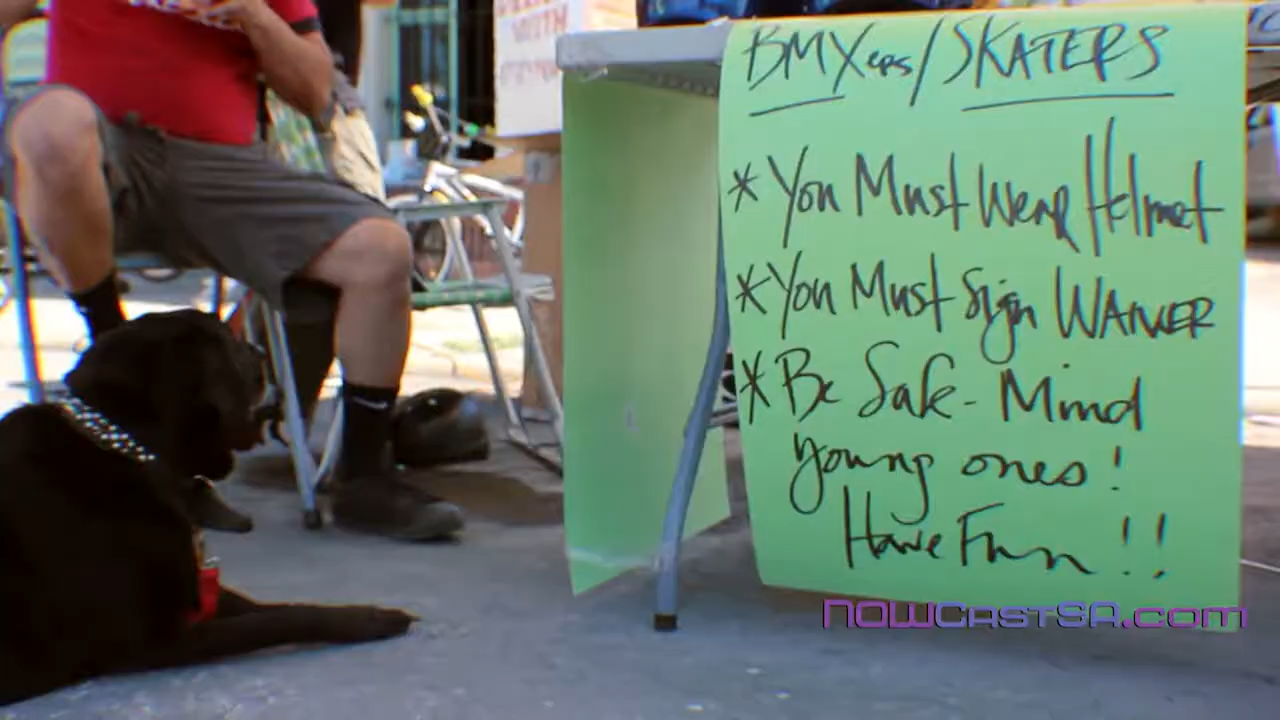 BMXers/SKATERS
* You Must Wear Helmet
* You Must Sign WAIVER
* Be Safe - Mind
young ones!
Have Fun!!
NOWCastSA.com